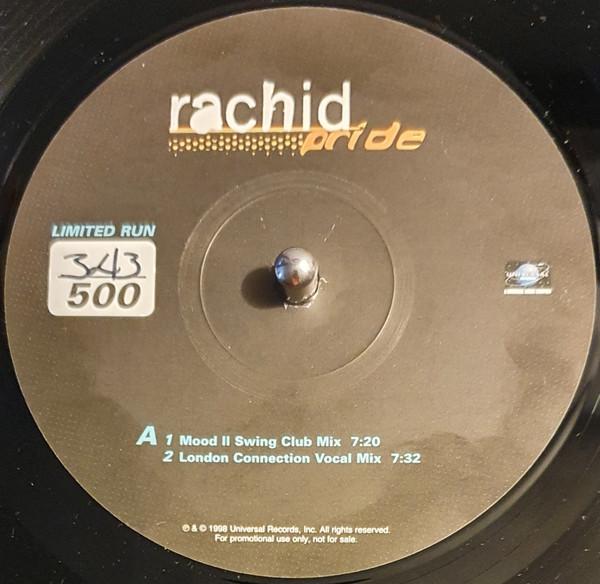 rachid
pride
LIMITED RUN
343
500
UNIVERSAL
A 1 Mood II Swing Club Mix 7:20
2 London Connection Vocal Mix 7:32
℗ & © 1998 Universal Records, Inc. All rights reserved.
For promotional use only, not for sale.